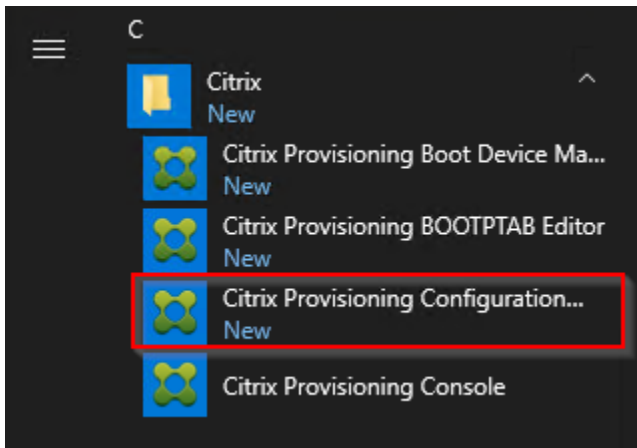 C
Citrix
New
Citrix Provisioning Boot Device Ma...
New
Citrix Provisioning BOOTPTAB Editor
New
Citrix Provisioning Configuration...
New
Citrix Provisioning Console